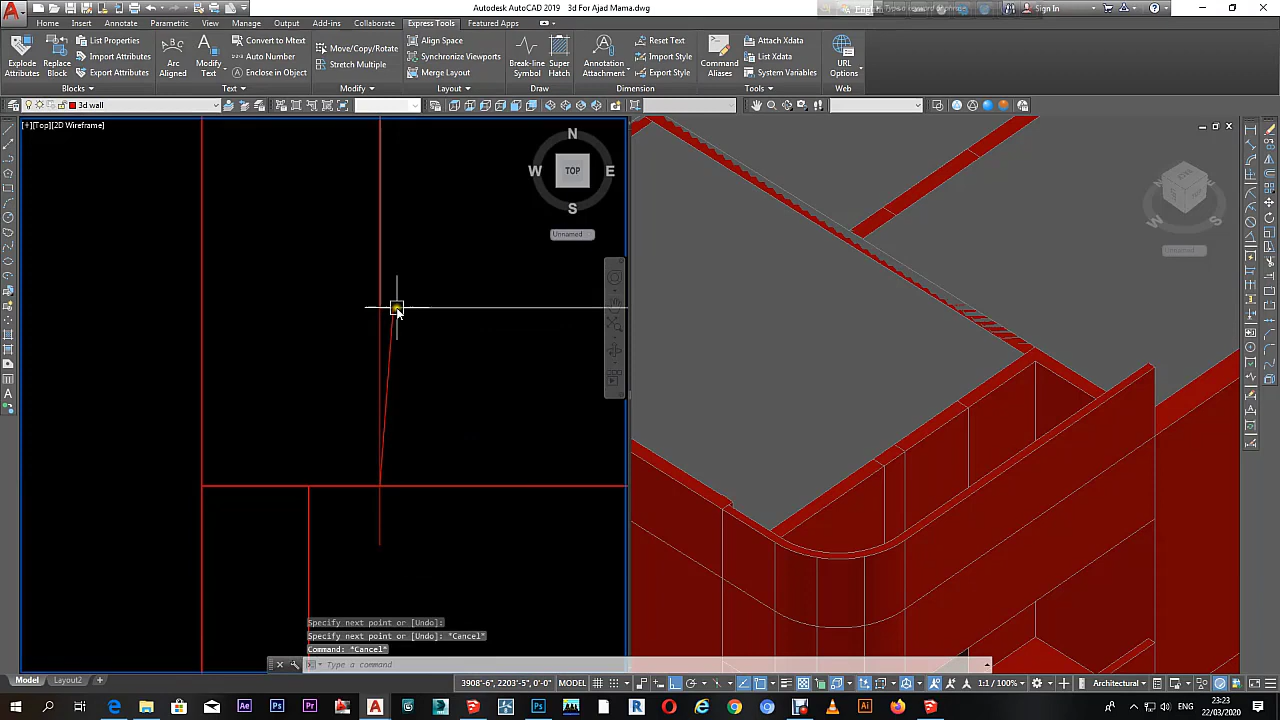 Autodesk AutoCAD 2019   3d For Ajad Mama.dwg
Sign In
Home Insert Annotate Parametric View Manage Output Add-ins Collaborate Express Tools Featured Apps
Explode Attributes
Replace Block
List Properties
Import Attributes
Export Attributes
Blocks
Arc Aligned
Modify Text
Convert to Mtext
Auto Number
Enclose in Object
Text
Move/Copy/Rotate
Stretch Multiple
Modify
Align Space
Synchronize Viewports
Merge Layout
Layout
Break-line Symbol
Super Hatch
Draw
Annotation Attachment
Reset Text
Import Style
Export Style
Dimension
Command Aliases
Attach Xdata
List Xdata
System Variables
Tools
URL Options
Web
3d wall
[+][Top][2D Wireframe]
N
W TOP E
S
Unnamed
W S
Unnamed
Specify next point or [Undo]:
Specify next point or [Undo]: *Cancel*
Command: *Cancel*
Type a command
Model Layout2 +
3908'-6", 2203'-5", 0'-0" MODEL
1:1 / 100%
Architectural
ENG
23:23
22/03/2020